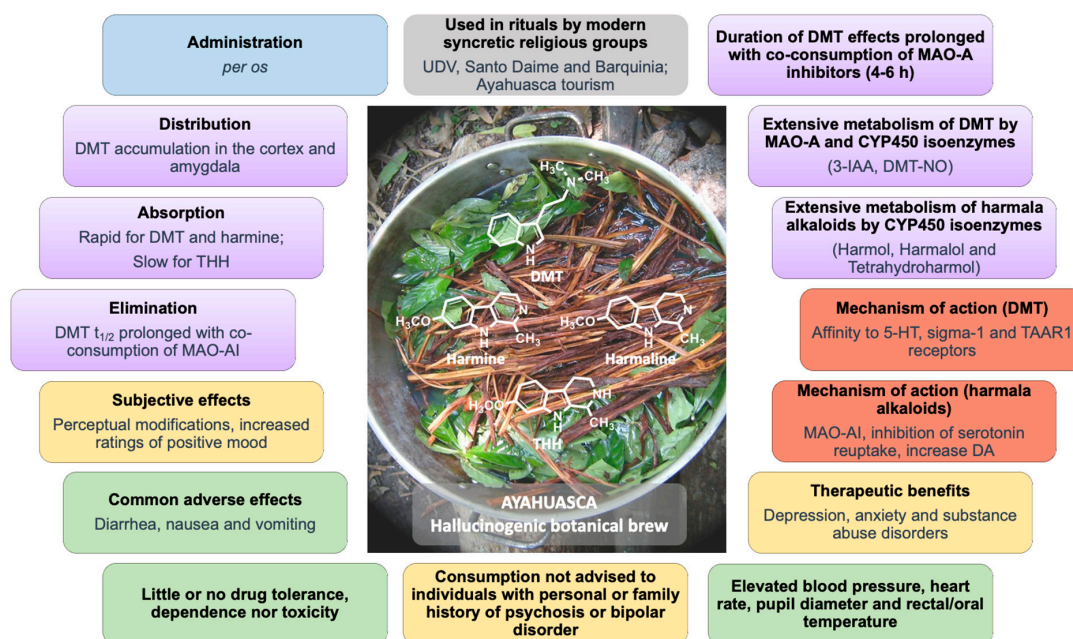 Administration
per os
Used in rituals by modern
syncretic religious groups
UDV, Santo Daime and Barquinia;
Ayahuasca tourism
Duration of DMT effects prolonged
with co-consumption of MAO-A
inhibitors (4-6 h)
Distribution
DMT accumulation in the cortex and
amygdala
Extensive metabolism of DMT by
MAO-A and CYP450 isoenzymes
(3-IAA, DMT-NO)
Absorption
Rapid for DMT and harmine;
Slow for THH
Extensive metabolism of harmala
alkaloids by CYP450 isoenzymes
(Harmol, Harmalol and
Tetrahydroharmol)
Elimination
DMT t1/2 prolonged with co-
consumption of MAO-AI
Mechanism of action (DMT)
Affinity to 5-HT, sigma-1 and TAAR1
receptors
Subjective effects
Perceptual modifications, increased
ratings of positive mood
Mechanism of action (harmala
alkaloids)
MAO-AI, inhibition of serotonin
reuptake, increase DA
Common adverse effects
Diarrhea, nausea and vomiting
Therapeutic benefits
Depression, anxiety and substance
abuse disorders
H3C
N
CH3
N
H
DMT
H3CO
N
N
H
CH3
Harmine
H3CO
N
N
H
CH3
Harmaline
H3CO
NH
N
H
CH3
THH
AYAHUASCA
Hallucinogenic botanical brew
Little or no drug tolerance,
dependence nor toxicity
Consumption not advised to
individuals with personal or family
history of psychosis or bipolar
disorder
Elevated blood pressure, heart
rate, pupil diameter and rectal/oral
temperature